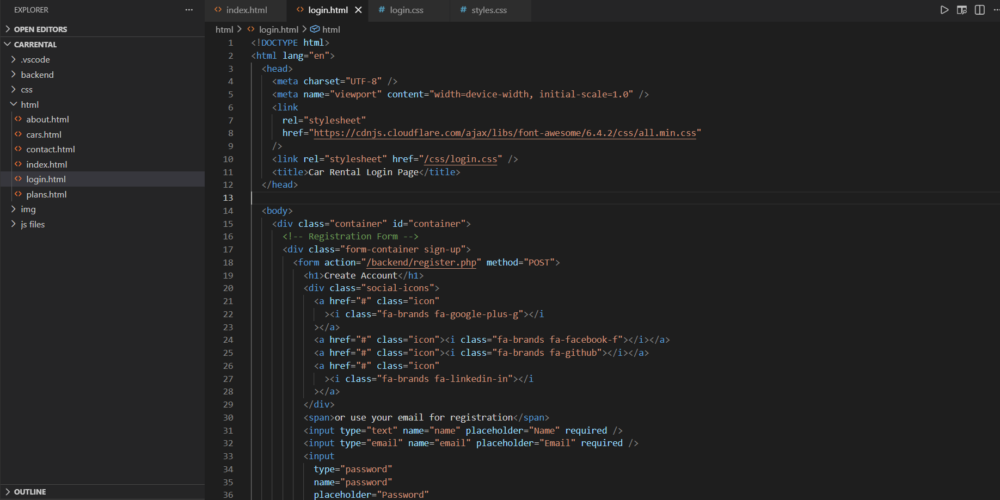 EXPLORER
OPEN EDITORS
CARRENTAL
.vscode
backend
css
html
about.html
cars.html
contact.html
index.html
login.html
plans.html
img
js files
OUTLINE
index.html login.html # login.css # styles.css
html > login.html > html
1 <!DOCTYPE html>
2 <html lang="en">
3 <head>
4 <meta charset="UTF-8" />
5 <meta name="viewport" content="width=device-width, initial-scale=1.0" />
6 <link
7 rel="stylesheet"
8 href="https://cdnjs.cloudflare.com/ajax/libs/font-awesome/6.4.2/css/all.min.css"
9 />
10 <link rel="stylesheet" href="/css/login.css" />
11 <title>Car Rental Login Page</title>
12 </head>
13
14 <body>
15 <div class="container" id="container">
16 <!-- Registration Form -->
17 <div class="form-container sign-up">
18 <form action="/backend/register.php" method="POST">
19 <h1>Create Account</h1>
20 <div class="social-icons">
21 <a href="#" class="icon"
22 ><i class="fa-brands fa-google-plus-g"></i
23 ></a>
24 <a href="#" class="icon"><i class="fa-brands fa-facebook-f"></i></a>
25 <a href="#" class="icon"><i class="fa-brands fa-github"></i></a>
26 <a href="#" class="icon"
27 ><i class="fa-brands fa-linkedin-in"></i
28 ></a>
29 </div>
30 <span>or use your email for registration</span>
31 <input type="text" name="name" placeholder="Name" required />
32 <input type="email" name="email" placeholder="Email" required />
33 <input
34 type="password"
35 name="password"
36 placeholder="Password"